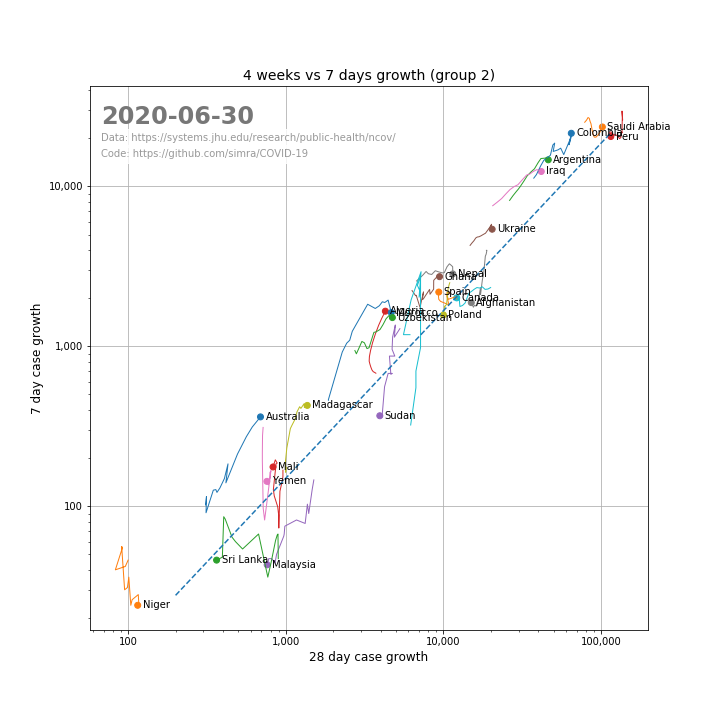 4 weeks vs 7 days growth (group 2)
2020-06-30
Data: https://systems.jhu.edu/research/public-health/ncov/
Code: https://github.com/simra/COVID-19
Saudi Arabia
Colombia
Peru
Argentina
10,000
Iraq
Ukraine
Nepal
Ghana
Spain
Canada
Afghanistan
Algeria
Morocco
Poland
Uzbekistan
1,000
7 day case growth
Madagascar
Australia
Sudan
Mali
Yemen
100
Sri Lanka
Malaysia
Niger
100
1,000
10,000
100,000
28 day case growth